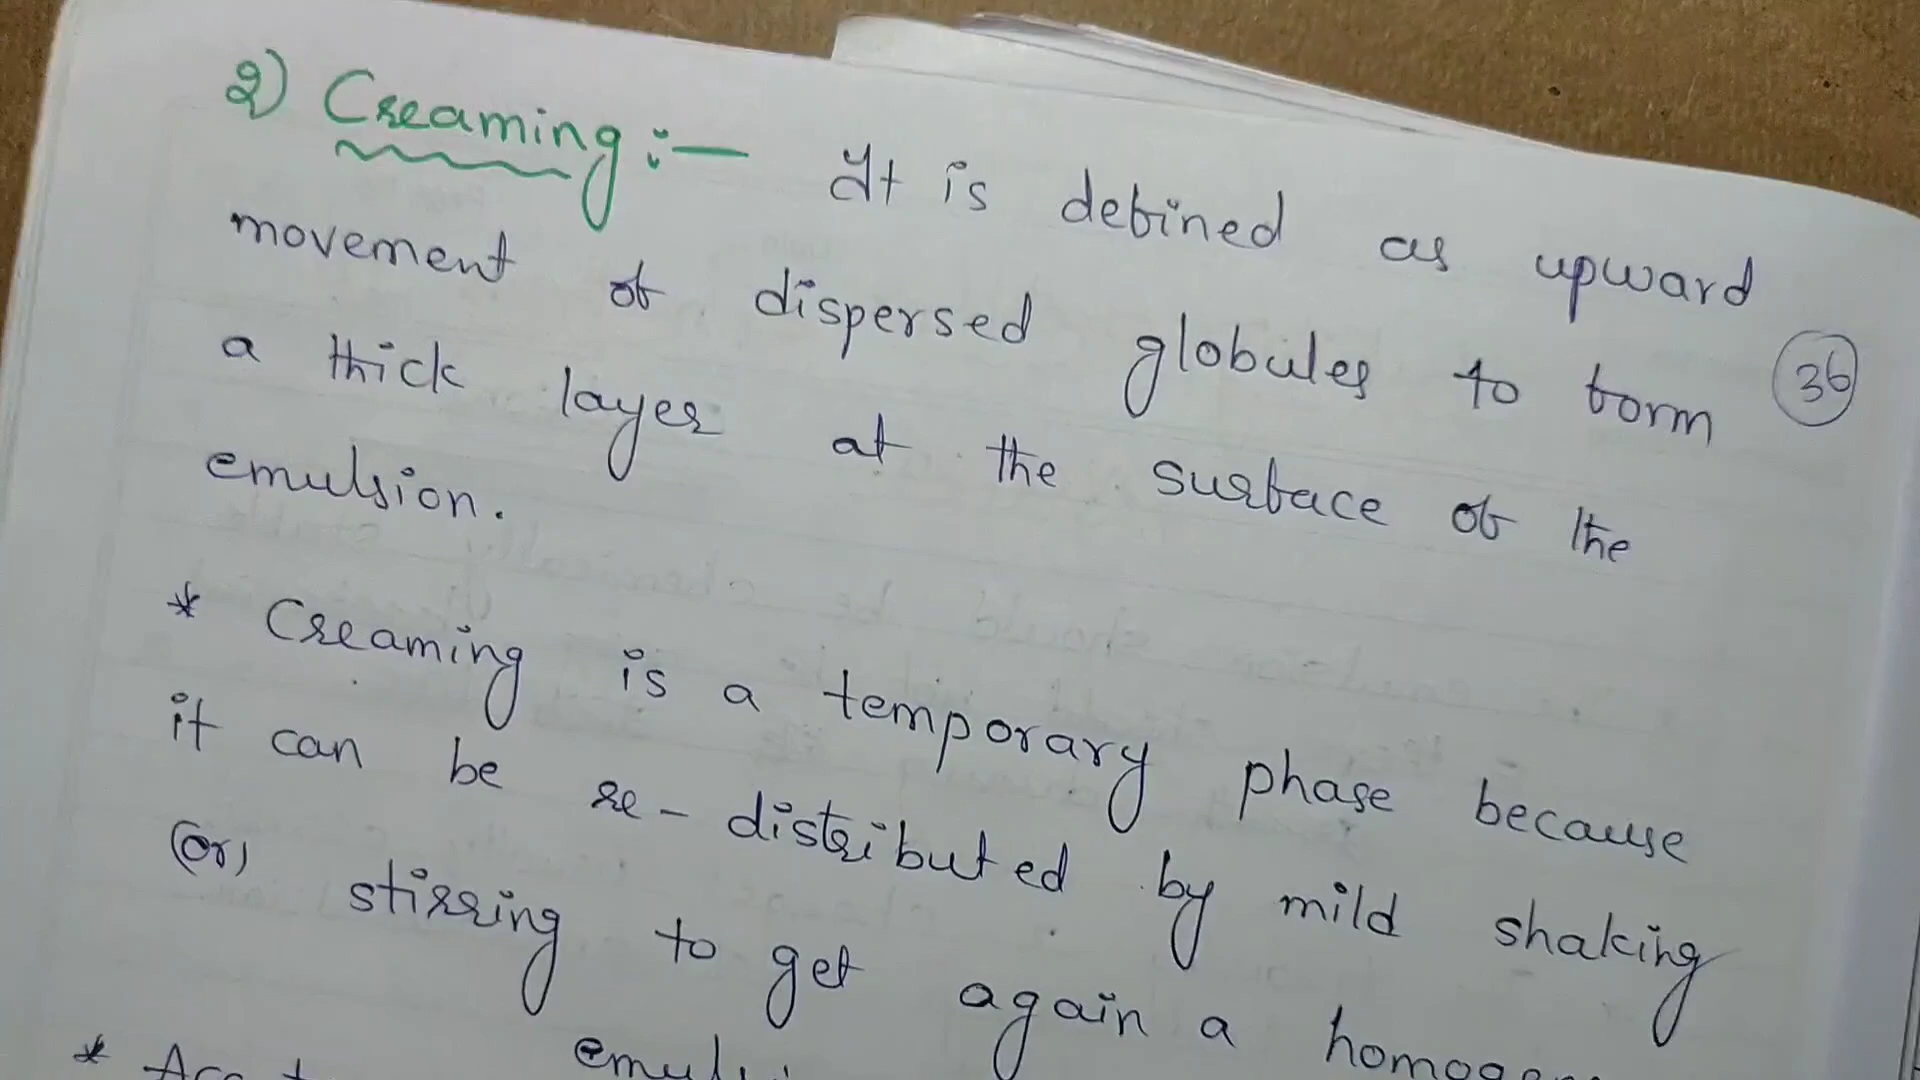 2) Creaming :— It is defined as upward
movement of dispersed globules to form
36
a thick layer at the surface of the
emulsion.
* Creaming is a temporary phase because
it can be re-distributed by mild shaking
(or) stirring to get again a
*